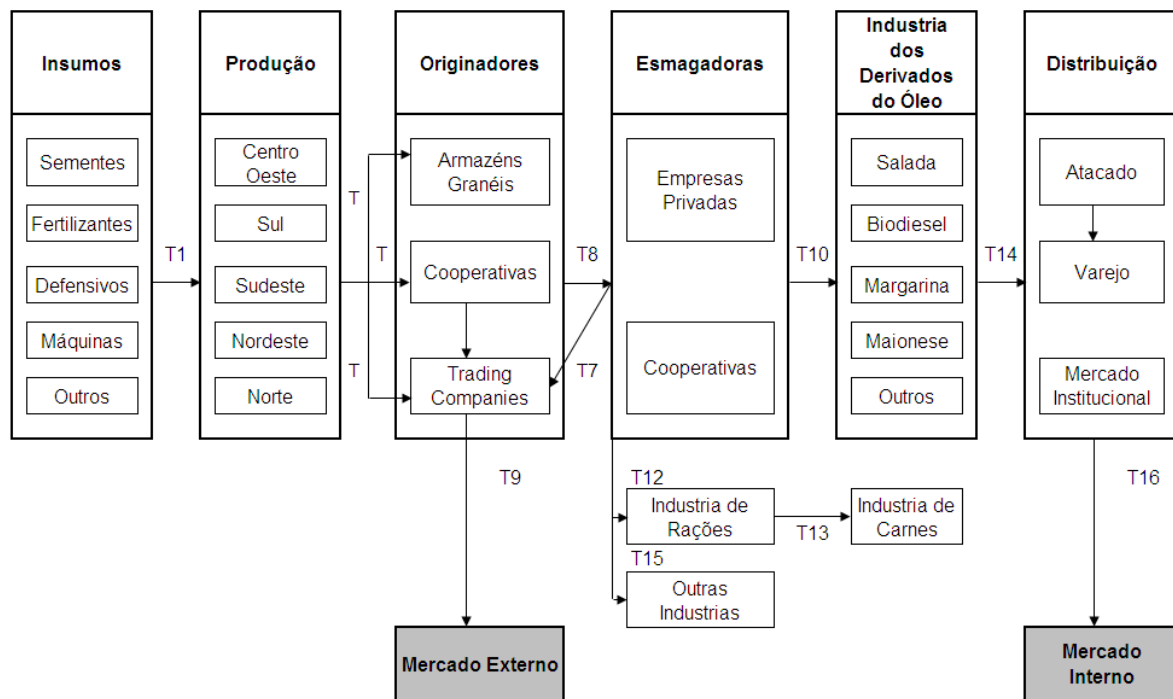 Insumos
Produção
Originadores
Esmagadoras
Industria
dos
Derivados
do Óleo
Distribuição
Sementes
Fertilizantes
Defensivos
Máquinas
Outros
T1
Centro
Oeste
Sul
Sudeste
Nordeste
Norte
T
T
T
Armazéns
Granéis
Cooperativas
Trading
Companies
T8
T7
Empresas
Privadas
Cooperativas
T10
Salada
Biodiesel
Margarina
Maionese
Outros
T14
Atacado
Varejo
Mercado
Institucional
T9
T12
Industria de
Rações
T13
Industria de
Carnes
T15
Outras
Industrias
T16
Mercado Externo
Mercado
Interno